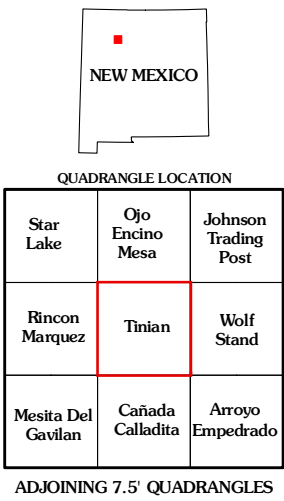 NEW MEXICO
QUADRANGLE LOCATION
Star
Lake
Ojo
Encino
Mesa
Johnson
Trading
Post
Rincon
Marquez
Tinian
Wolf
Stand
Mesita Del
Gavilan
Cañada
Calladita
Arroyo
Empedrado
ADJOINING 7.5' QUADRANGLES